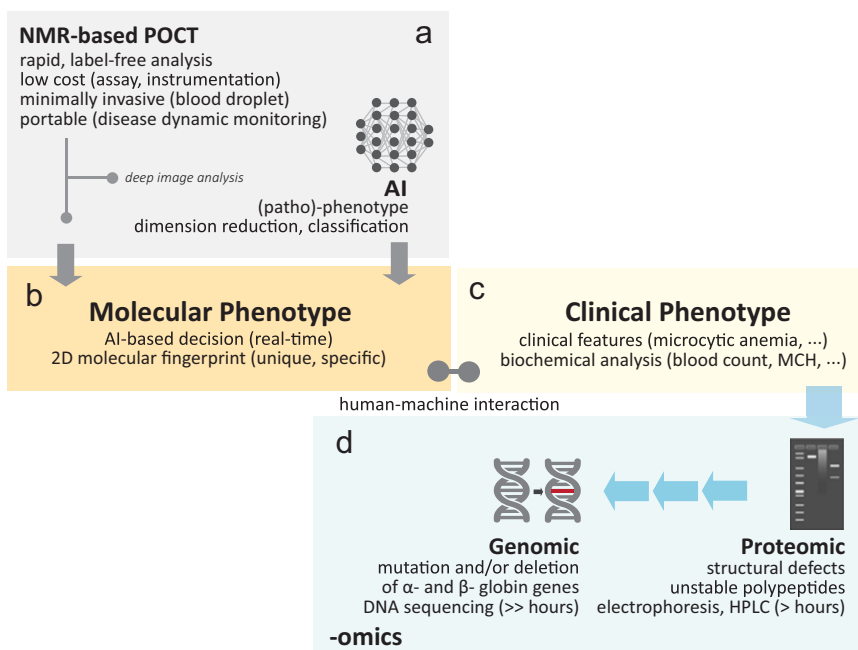 NMR-based POCT
a
rapid, label-free analysis
low cost (assay, instrumentation)
minimally invasive (blood droplet)
portable (disease dynamic monitoring)
deep image analysis
AI
(patho)-phenotype
dimension reduction, classification
b
Molecular Phenotype
AI-based decision (real-time)
2D molecular fingerprint (unique, specific)
c
Clinical Phenotype
clinical features (microcytic anemia, ...)
biochemical analysis (blood count, MCH, ...)
human-machine interaction
d
Genomic
mutation and/or deletion
of α- and β- globin genes
DNA sequencing (>> hours)
Proteomic
structural defects
unstable polypeptides
electrophoresis, HPLC (> hours)
-omics